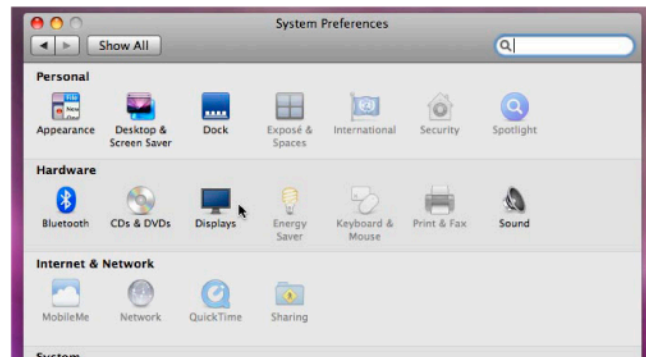 System Preferences
Show All
Personal
Appearance
Desktop &
Screen Saver
Dock
Exposé &
Spaces
International
Security
Spotlight
Hardware
Bluetooth
CDs & DVDs
Displays
Energy
Saver
Keyboard &
Mouse
Print & Fax
Sound
Internet & Network
MobileMe
Network
QuickTime
Sharing
System